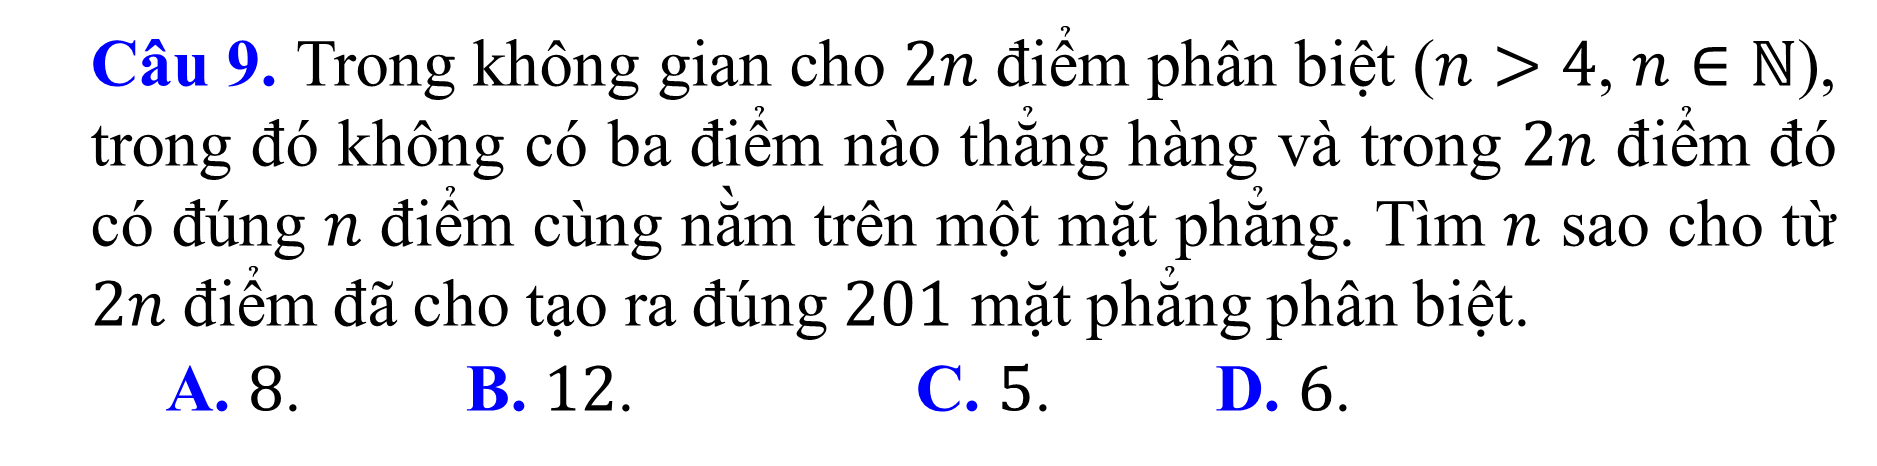 Câu 9. Trong không gian cho 2n điểm phân biệt (n > 4, n ∈ ℕ),
trong đó không có ba điểm nào thẳng hàng và trong 2n điểm đó
có đúng n điểm cùng nằm trên một mặt phẳng. Tìm n sao cho từ
2n điểm đã cho tạo ra đúng 201 mặt phẳng phân biệt.
A. 8. B. 12. C. 5. D. 6.